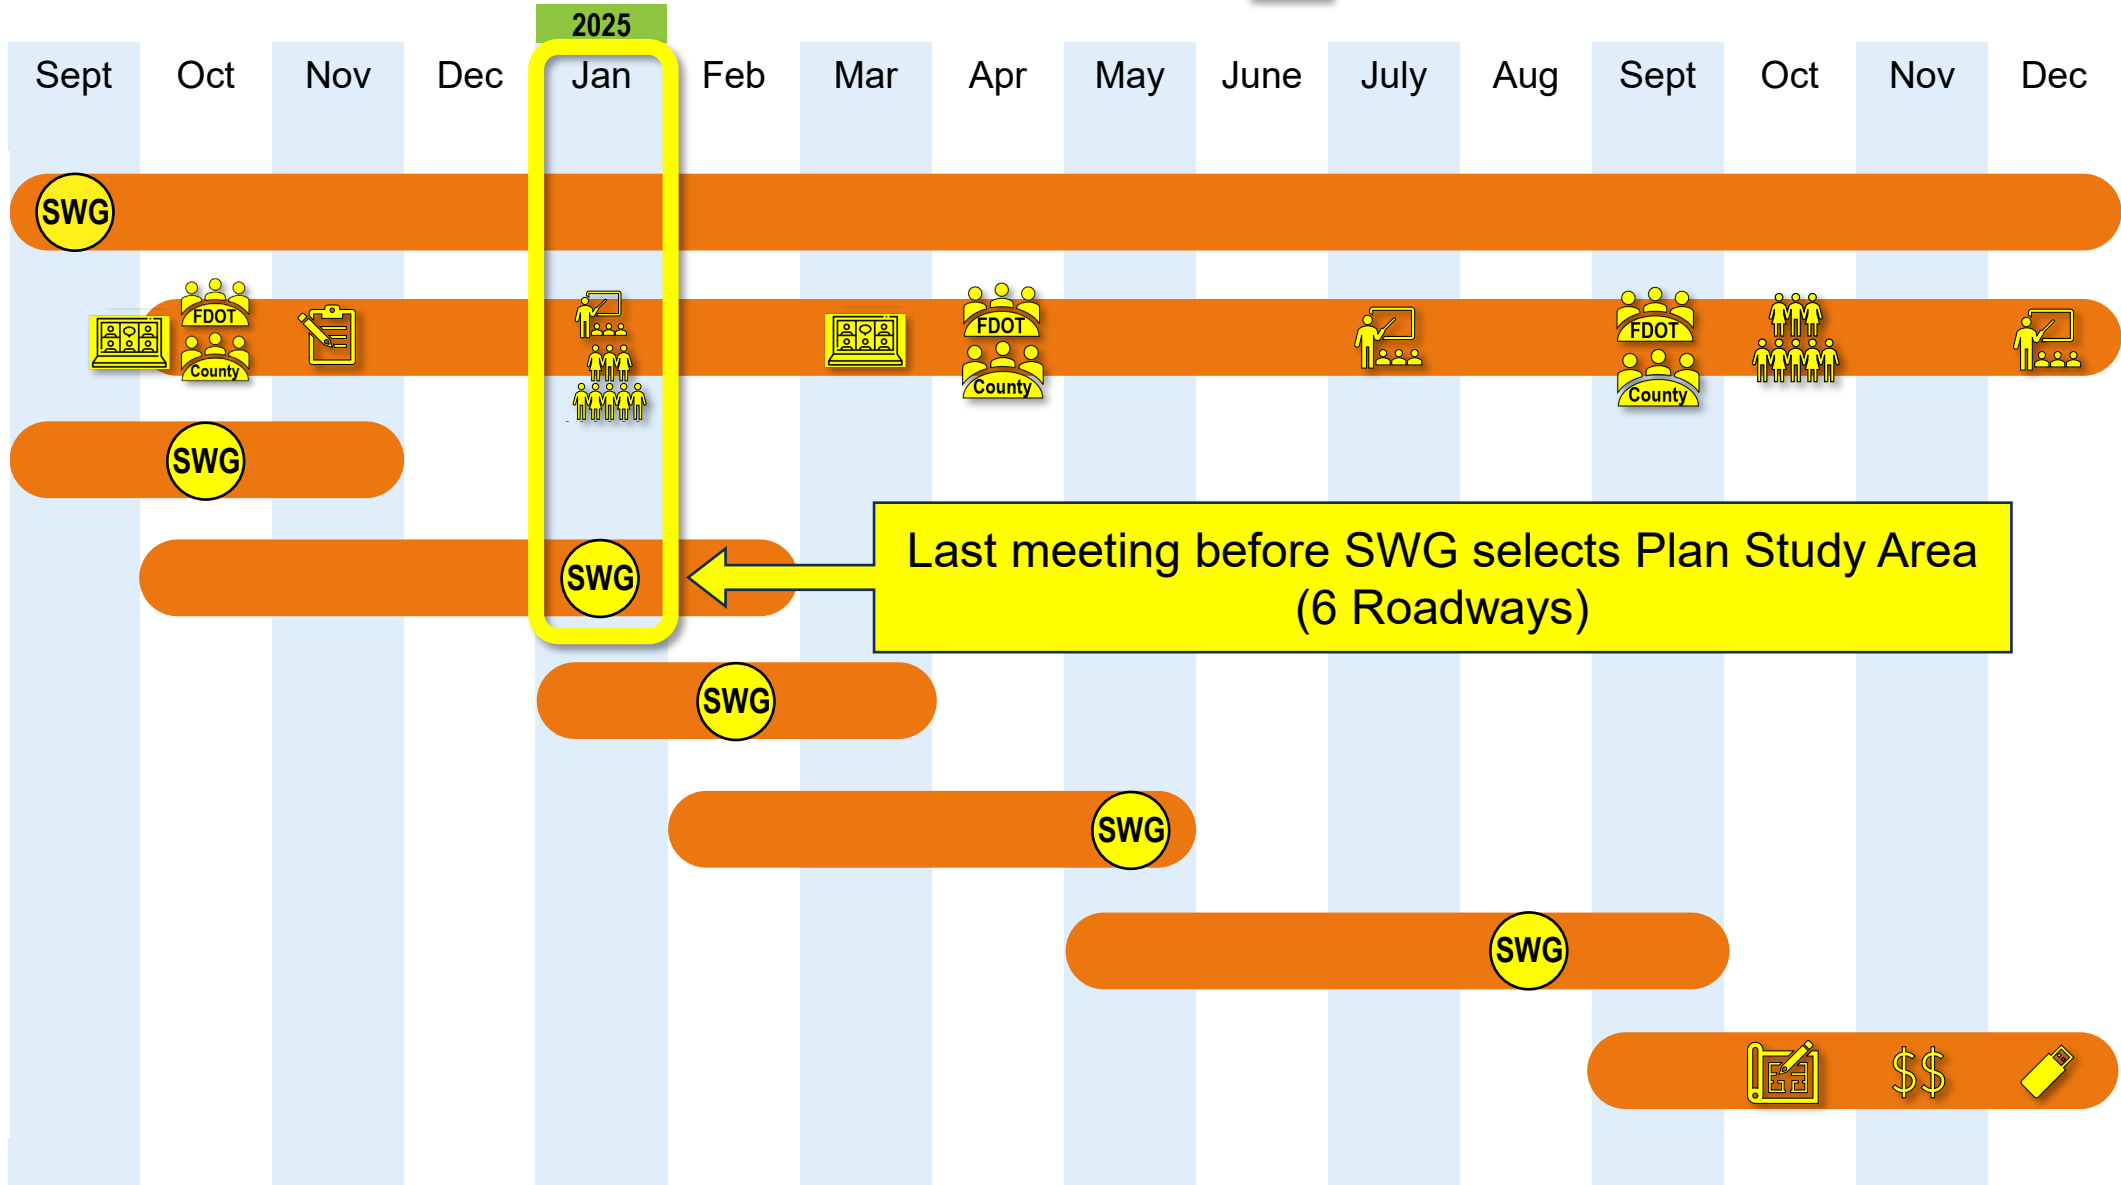 2025
Sept Oct Nov Dec Jan Feb Mar Apr May June July Aug Sept Oct Nov Dec
SWG
FDOT
County
FDOT
County
FDOT
County
SWG
SWG
Last meeting before SWG selects Plan Study Area
(6 Roadways)
SWG
SWG
SWG
$$